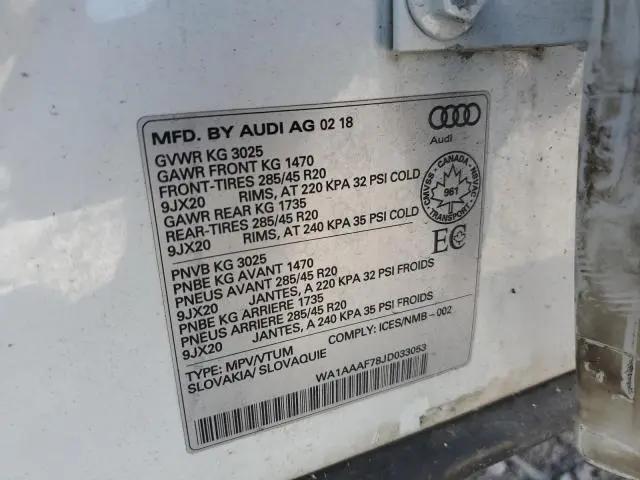 MFD. BY AUDI AG 02 18
Audi
GVWR KG 3025
GAWR FRONT KG 1470
FRONT-TIRES 285/45 R20
9JX20 RIMS, AT 220 KPA 32 PSI COLD
GAWR REAR KG 1735
REAR-TIRES 285/45 R20
9JX20 RIMS, AT 240 KPA 35 PSI COLD
CMVSS - CANADA - NSVAC
961
TRANSPORT
EC
PNVB KG 3025
PNBE KG AVANT 1470
PNEUS AVANT 285/45 R20
9JX20 JANTES, A 220 KPA 32 PSI FROIDS
PNBE KG ARRIERE 1735
PNEUS ARRIERE 285/45 R20
9JX20 JANTES, A 240 KPA 35 PSI FROIDS
TYPE: MPV/VTUM COMPLY: ICES/NMB-002
SLOVAKIA/ SLOVAQUIE
WA1AAAF78JD033053